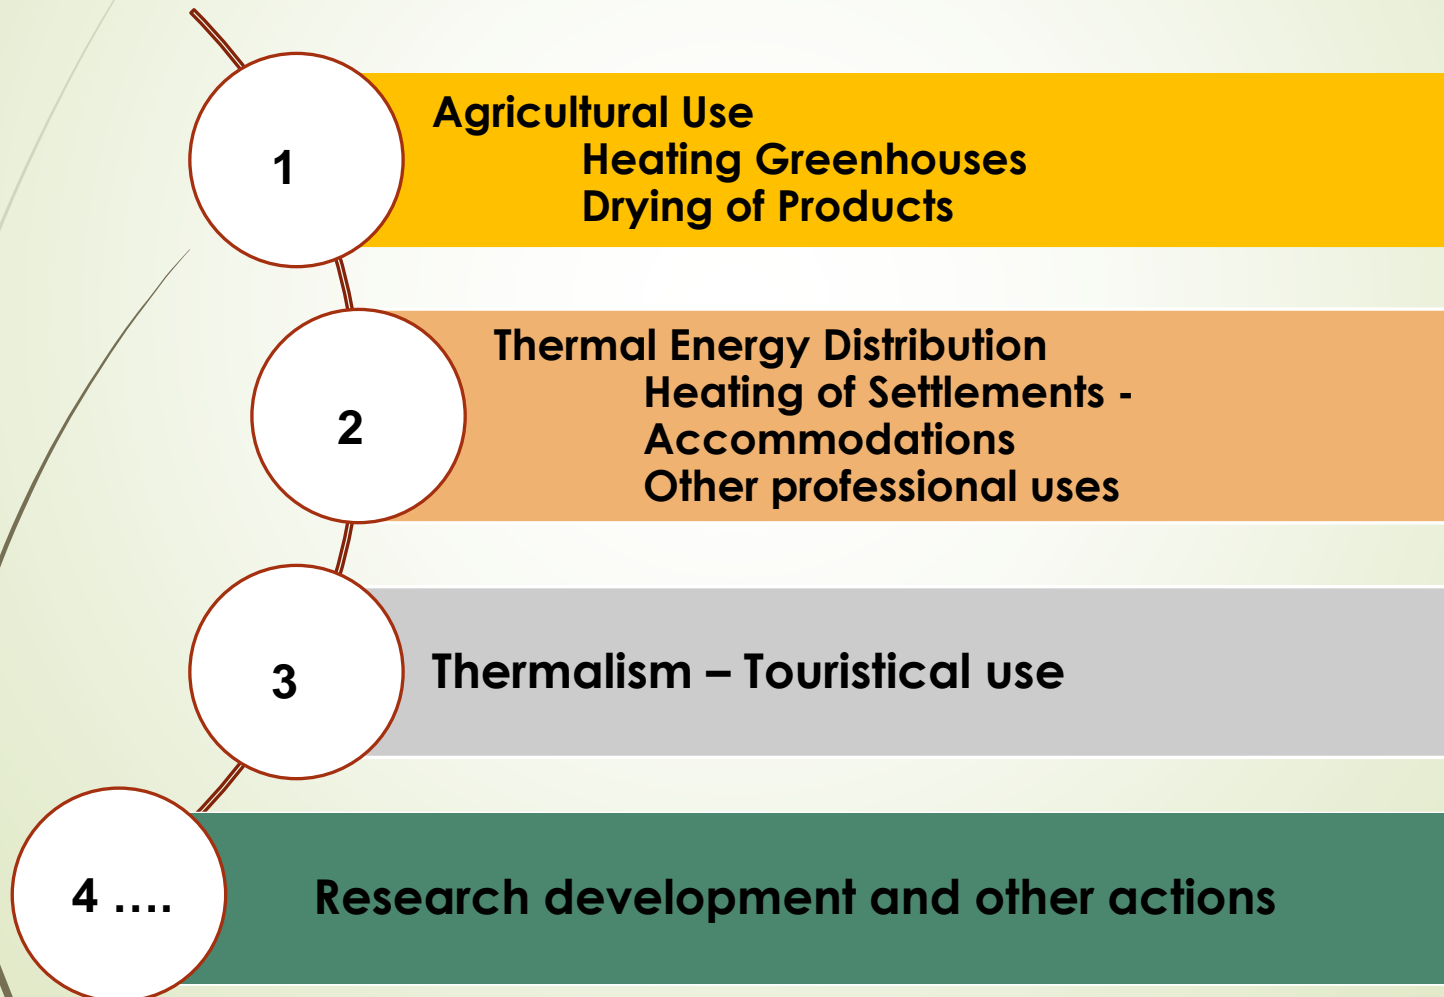 1
Agricultural Use
Heating Greenhouses
Drying of Products
2
Thermal Energy Distribution
Heating of Settlements -
Accommodations
Other professional uses
3
Thermalism – Touristical use
4 ....
Research development and other actions